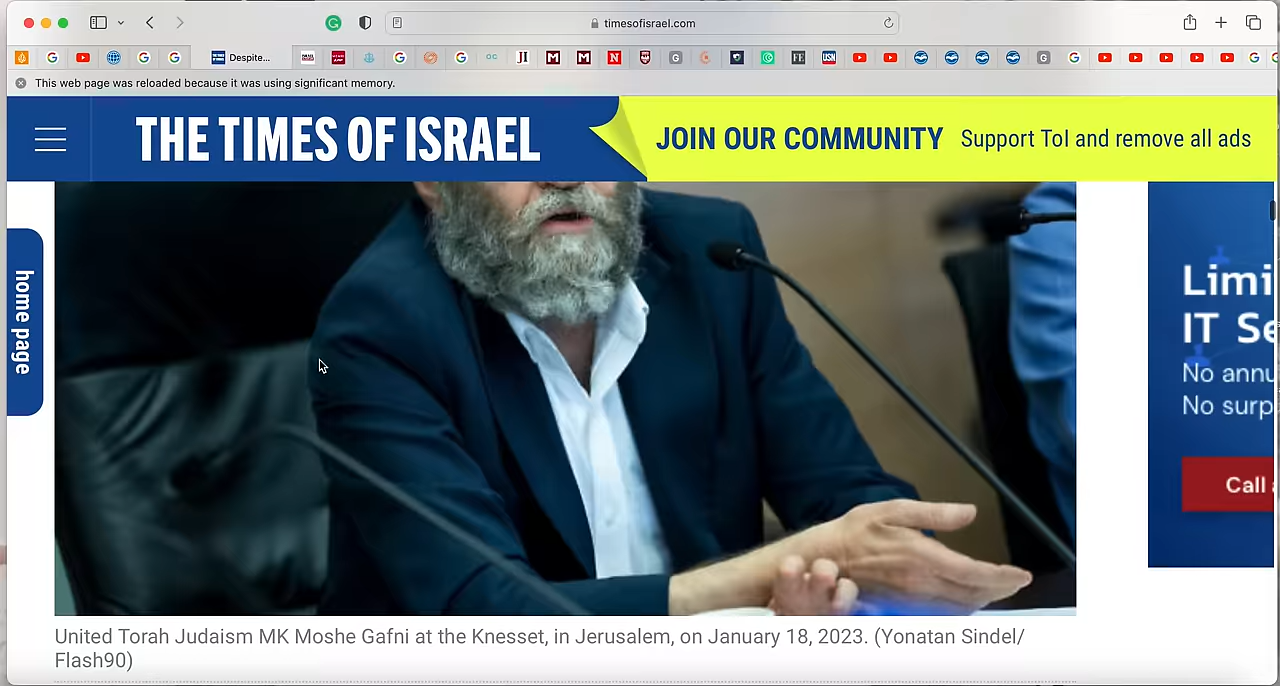 timesofisrael.com
Despite...
This web page was reloaded because it was using significant memory.
THE TIMES OF ISRAEL
JOIN OUR COMMUNITY Support ToI and remove all ads
home page
Limi
IT Se
No annu
No surp
Call
United Torah Judaism MK Moshe Gafni at the Knesset, in Jerusalem, on January 18, 2023. (Yonatan Sindel/
Flash90)